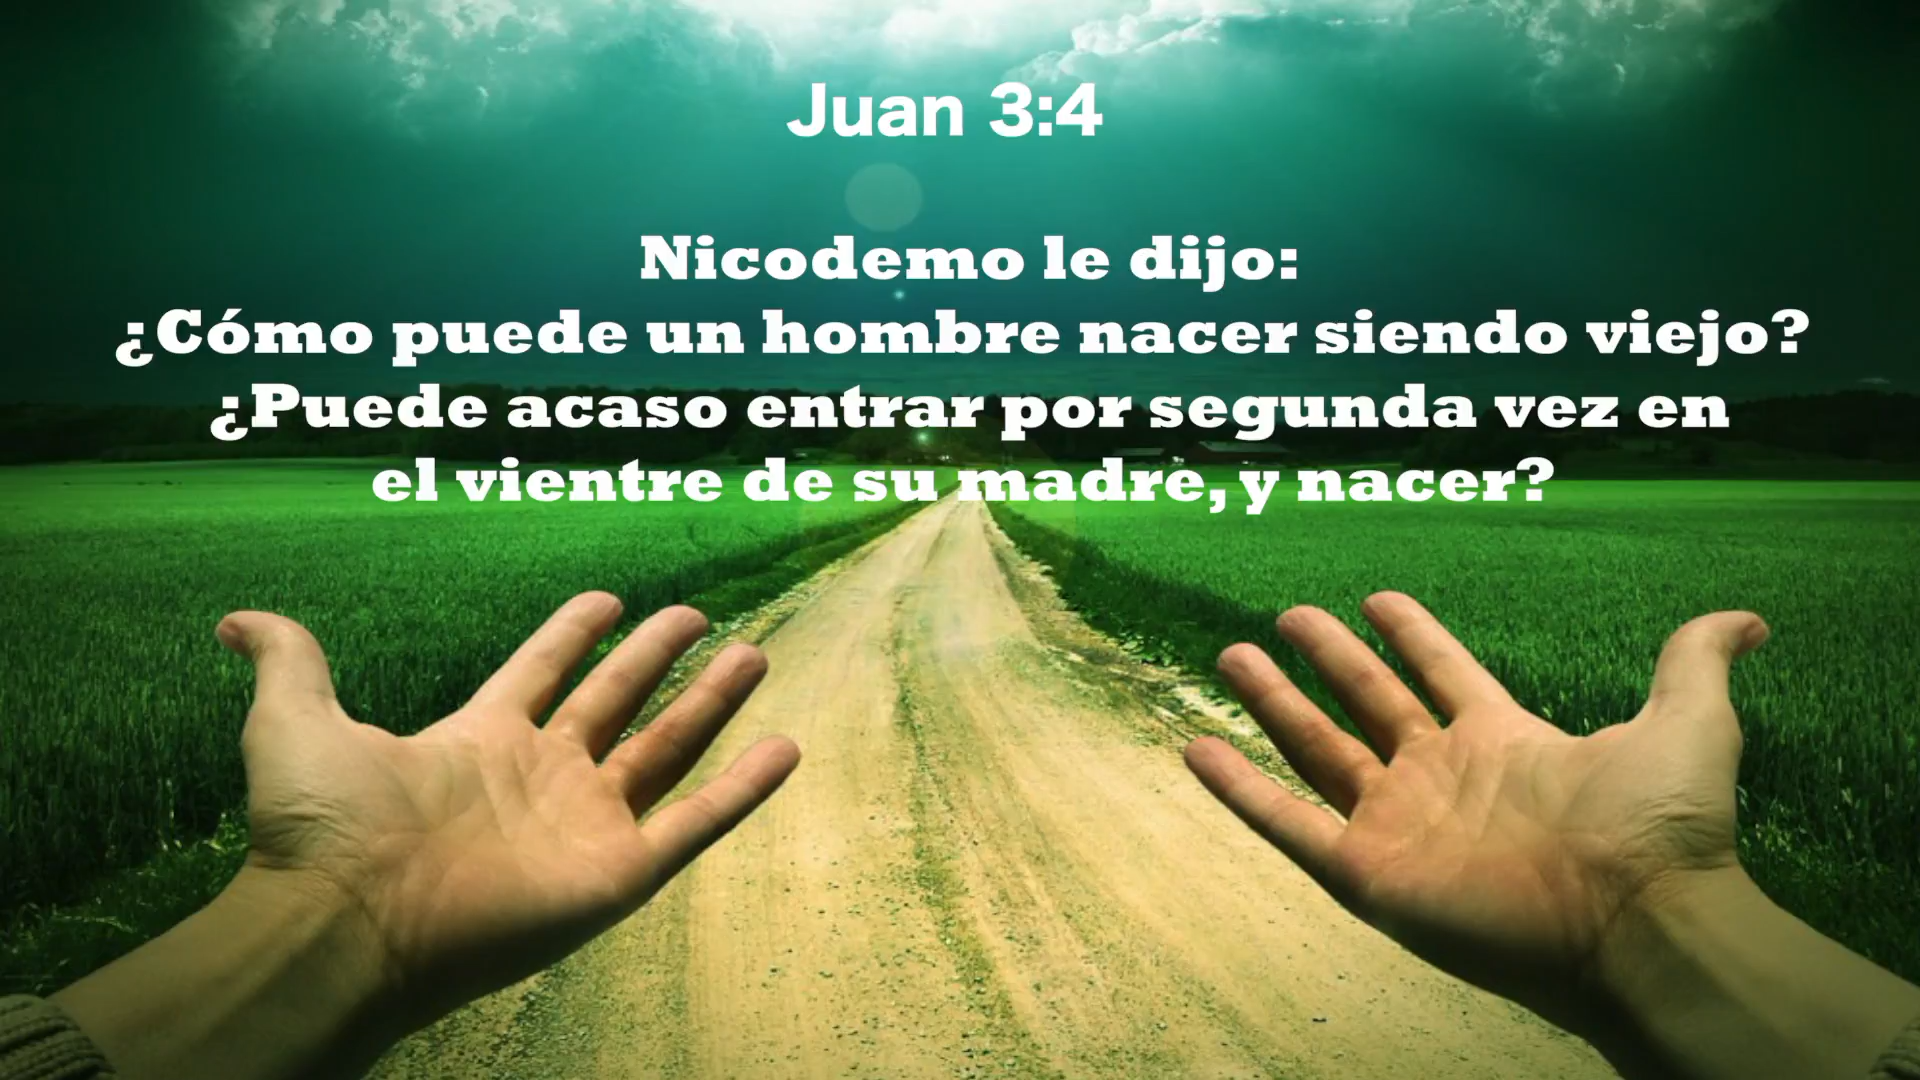 Juan 3:4
Nicodemo le dijo:
¿Cómo puede un hombre nacer siendo viejo?
¿Puede acaso entrar por segunda vez en
el vientre de su madre, y nacer?